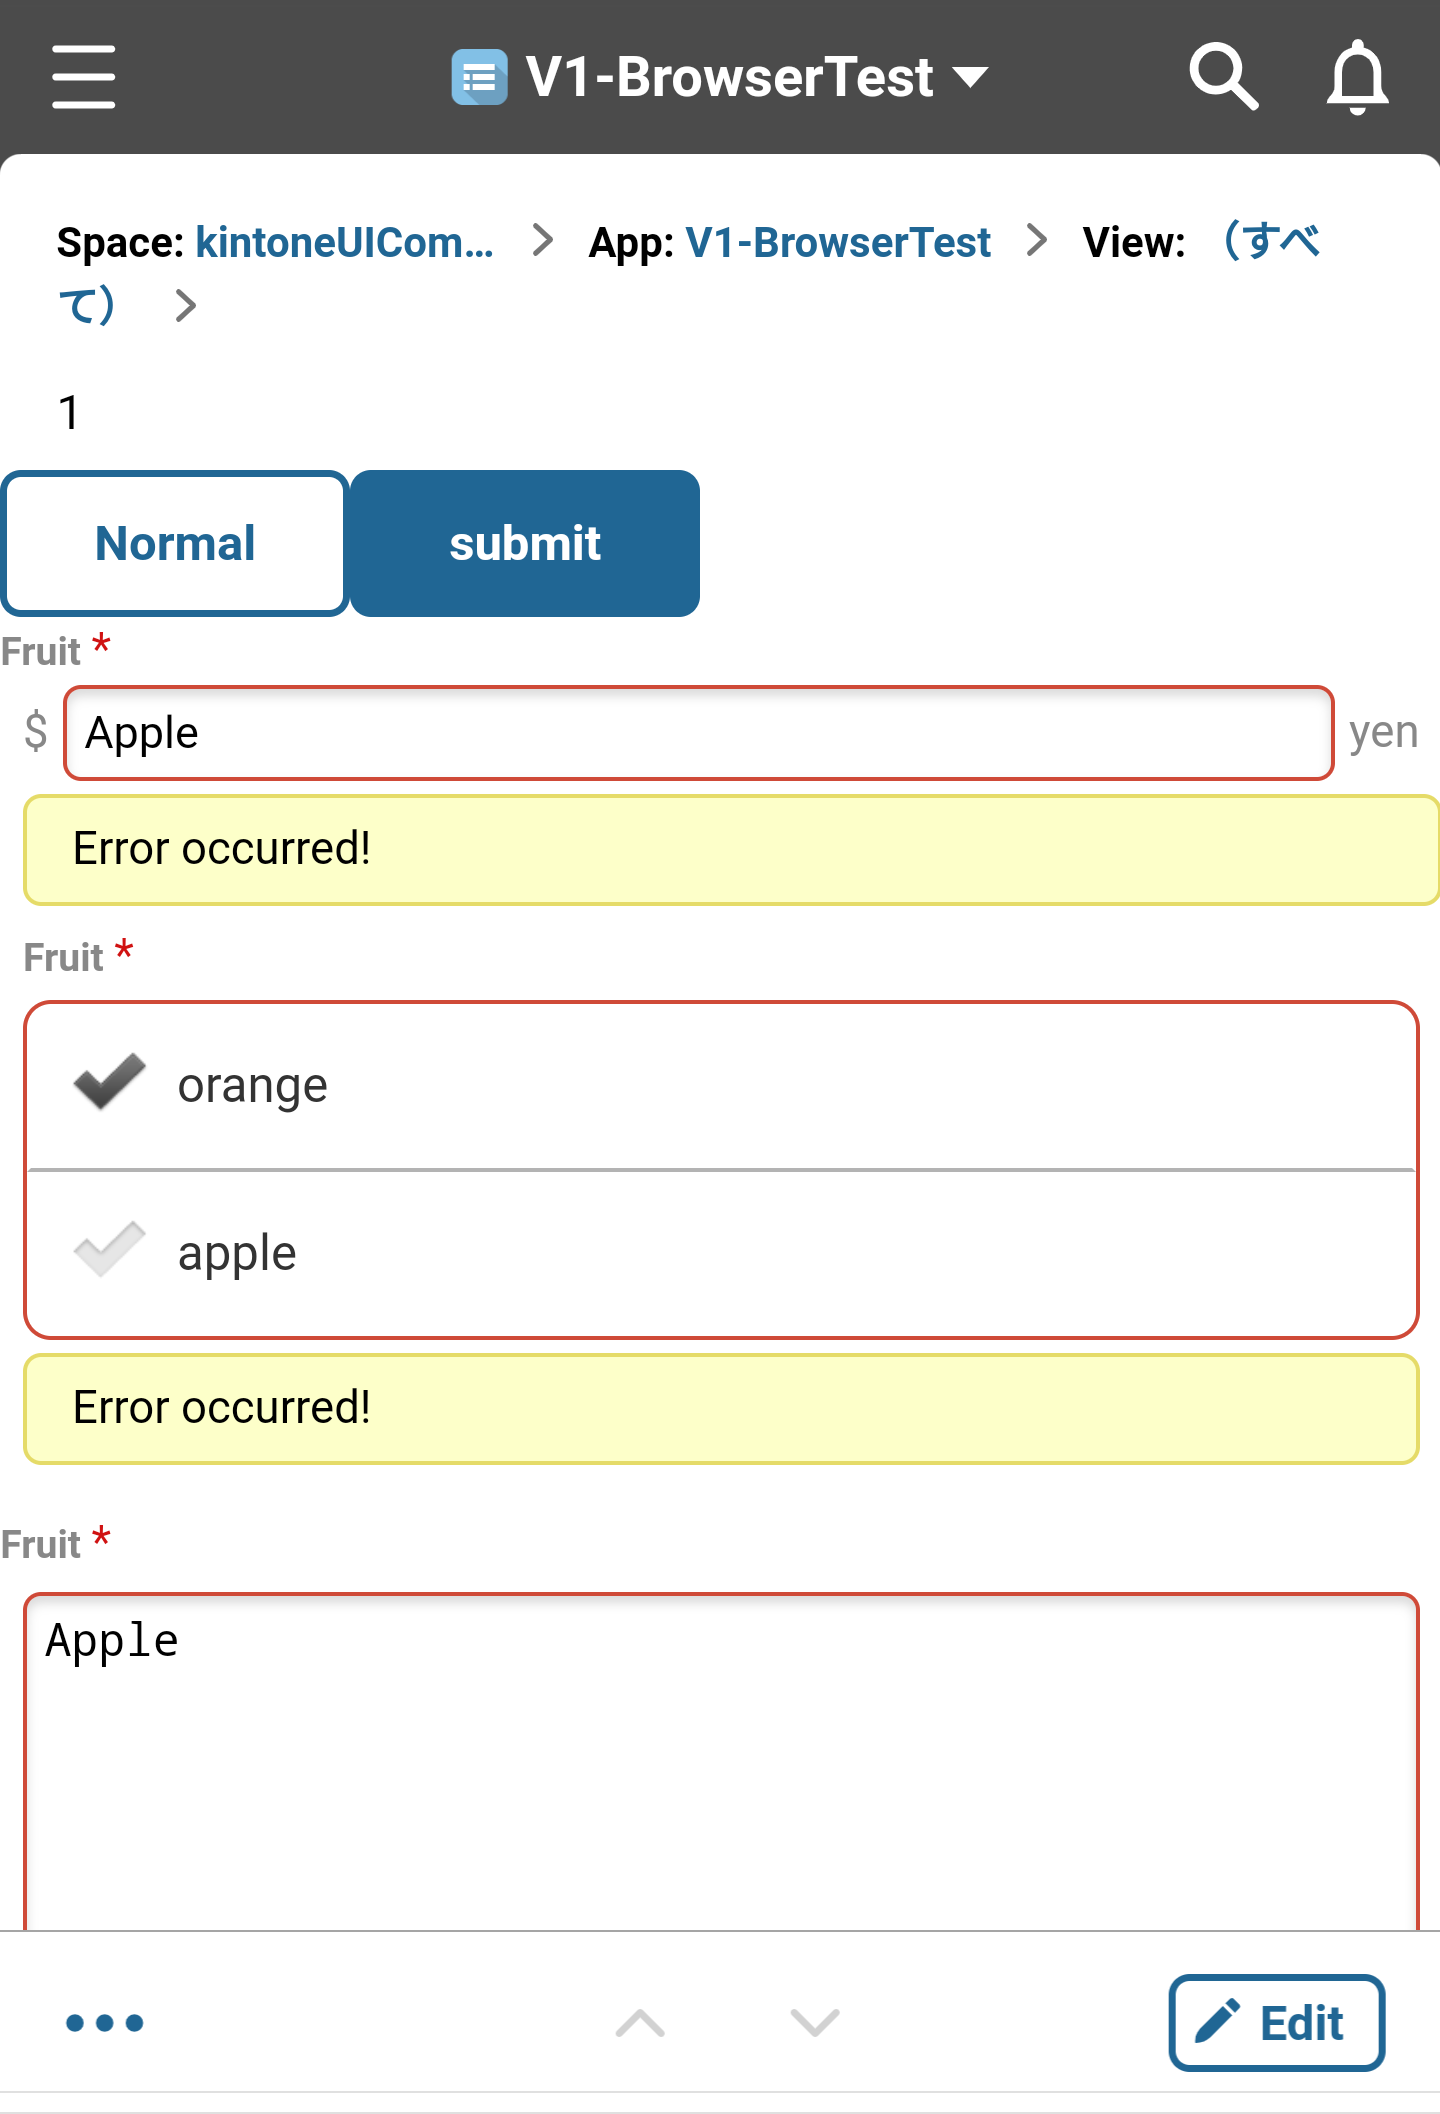 V1-BrowserTest
Space: kintoneUICom... > App: V1-BrowserTest > View: （すべ
て） >
1
Normal submit
Fruit *
$ Apple yen
Error occurred!
Fruit *
orange
apple
Error occurred!
Fruit *
Apple
Edit